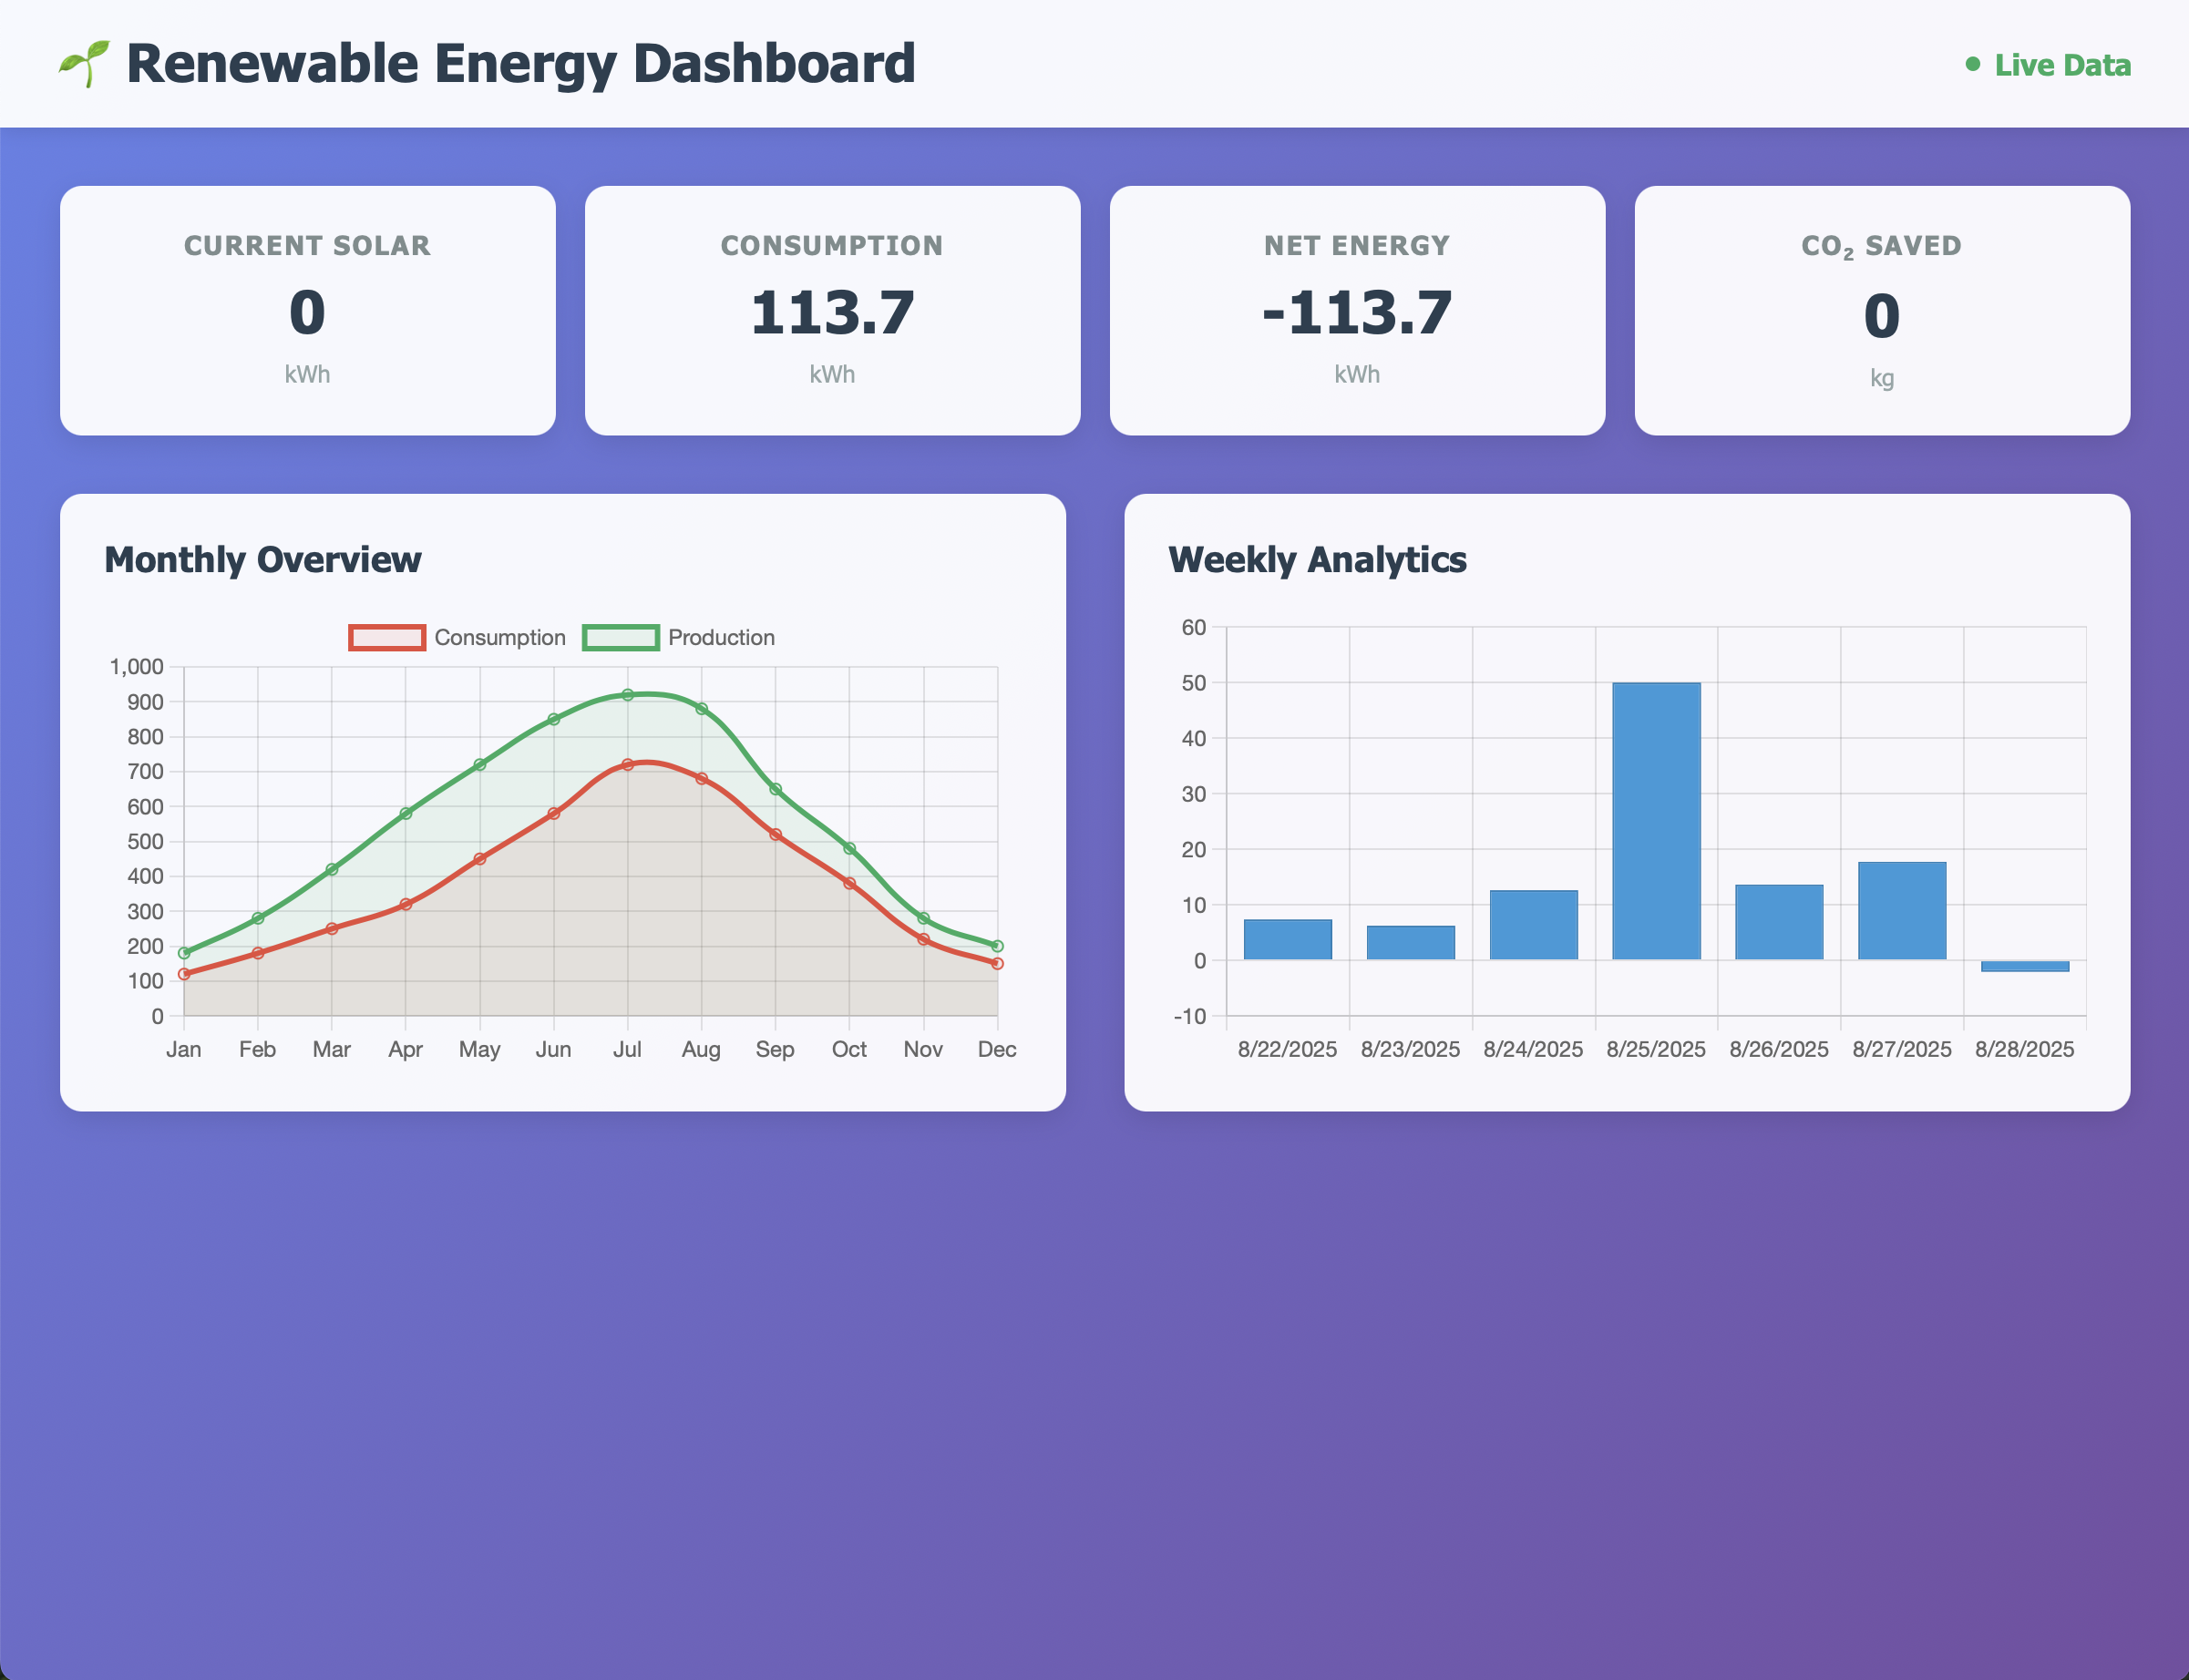 🌱 Renewable Energy Dashboard
● Live Data
CURRENT SOLAR
0
kWh
CONSUMPTION
113.7
kWh
NET ENERGY
-113.7
kWh
CO₂ SAVED
0
kg
Monthly Overview
Consumption
Production
1,000
900
800
700
600
500
400
300
200
100
0
Jan Feb Mar Apr May Jun Jul Aug Sep Oct Nov Dec
Weekly Analytics
60
50
40
30
20
10
0
-10
8/22/2025 8/23/2025 8/24/2025 8/25/2025 8/26/2025 8/27/2025 8/28/2025